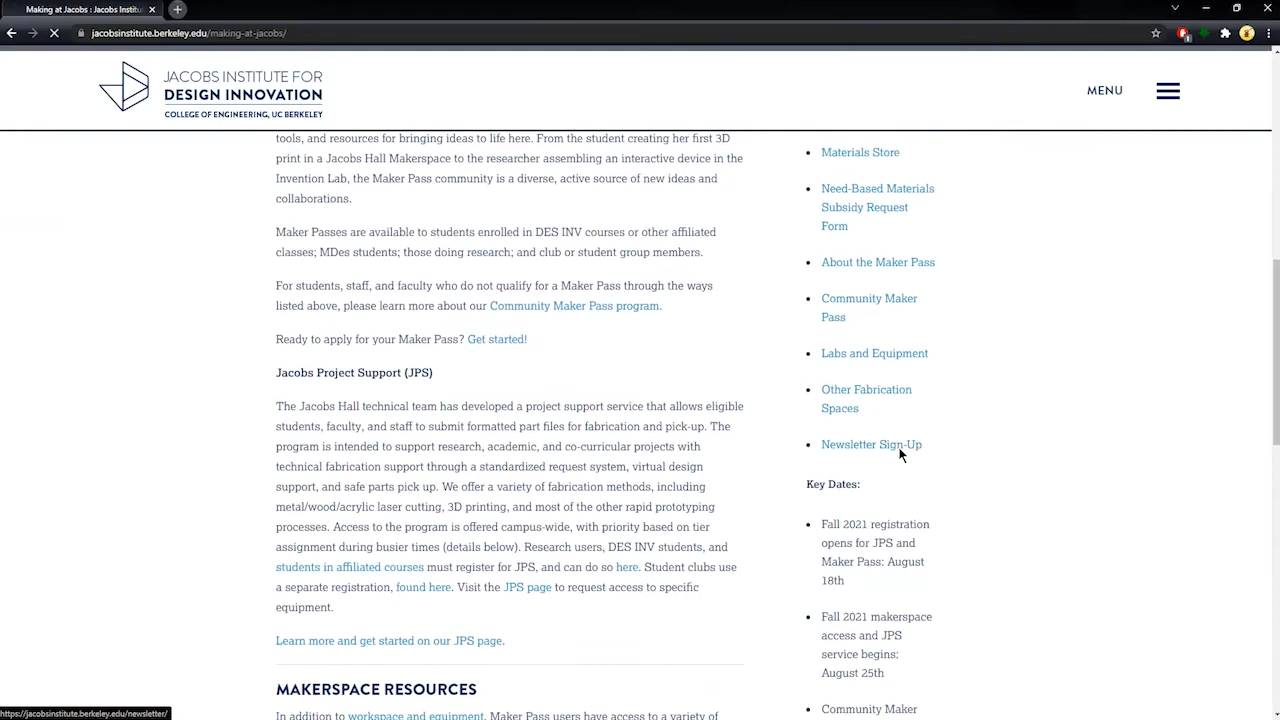 Making at Jacobs : Jacobs Institu
jacobsinstitute.berkeley.edu/making-at-jacobs/
JACOBS INSTITUTE FOR
DESIGN INNOVATION
COLLEGE OF ENGINEERING, UC BERKELEY
MENU
tools, and resources for bringing ideas to life here. From the student creating her first 3D
print in a Jacobs Hall Makerspace to the researcher assembling an interactive device in the
Invention Lab, the Maker Pass community is a diverse, active source of new ideas and
collaborations.
Maker Passes are available to students enrolled in DES INV courses or other affiliated
classes; MDes students; those doing research; and club or student group members.
For students, staff, and faculty who do not qualify for a Maker Pass through the ways
listed above, please learn more about our Community Maker Pass program.
Ready to apply for your Maker Pass? Get started!
Jacobs Project Support (JPS)
The Jacobs Hall technical team has developed a project support service that allows eligible
students, faculty, and staff to submit formatted part files for fabrication and pick-up. The
program is intended to support research, academic, and co-curricular projects with
technical fabrication support through a standardized request system, virtual design
support, and safe parts pick up. We offer a variety of fabrication methods, including
metal/wood/acrylic laser cutting, 3D printing, and most of the other rapid prototyping
processes. Access to the program is offered campus-wide, with priority based on tier
assignment during busier times (details below). Research users, DES INV students, and
students in affiliated courses must register for JPS, and can do so here. Student clubs use
a separate registration, found here. Visit the JPS page to request access to specific
equipment.
Learn more and get started on our JPS page.
MAKERSPACE RESOURCES
In addition to workspace and equipment, Maker Pass users have access to a variety of
Materials Store
Need-Based Materials
Subsidy Request
Form
About the Maker Pass
Community Maker
Pass
Labs and Equipment
Other Fabrication
Spaces
Newsletter Sign-Up
Key Dates:
Fall 2021 registration
opens for JPS and
Maker Pass: August
18th
Fall 2021 makerspace
access and JPS
service begins:
August 25th
Community Maker
https://jacobsinstitute.berkeley.edu/newsletter/